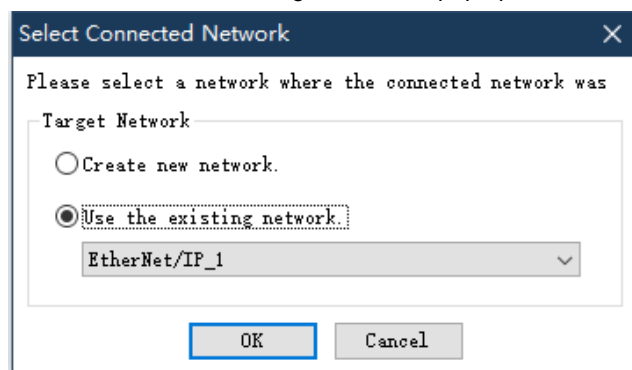 Select Connected Network
Please select a network where the connected network was
Target Network
Create new network.
Use the existing network.
EtherNet/IP_1
OK
Cancel